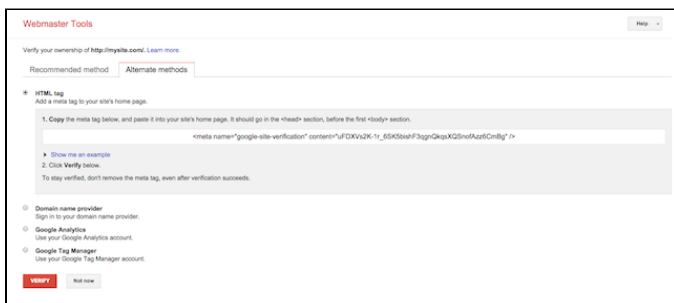 Webmaster Tools
Help
Verify your ownership of http://mysite.com/. Learn more.
Recommended method
Alternate methods
HTML tag
Add a meta tag to your site's home page.
1. Copy the meta tag below, and paste it into your site's home page. It should go in the <head> section, before the first <body> section.
<meta name="google-site-verification" content="uFDXVs2K-1r_6SK5bishF3qgnQkqsXQSnofAzz6CmBg" />
Show me an example
2. Click Verify below.
To stay verified, don't remove the meta tag, even after verification succeeds.
Domain name provider
Sign in to your domain name provider.
Google Analytics
Use your Google Analytics account.
Google Tag Manager
Use your Google Tag Manager account.
VERIFY
Not now